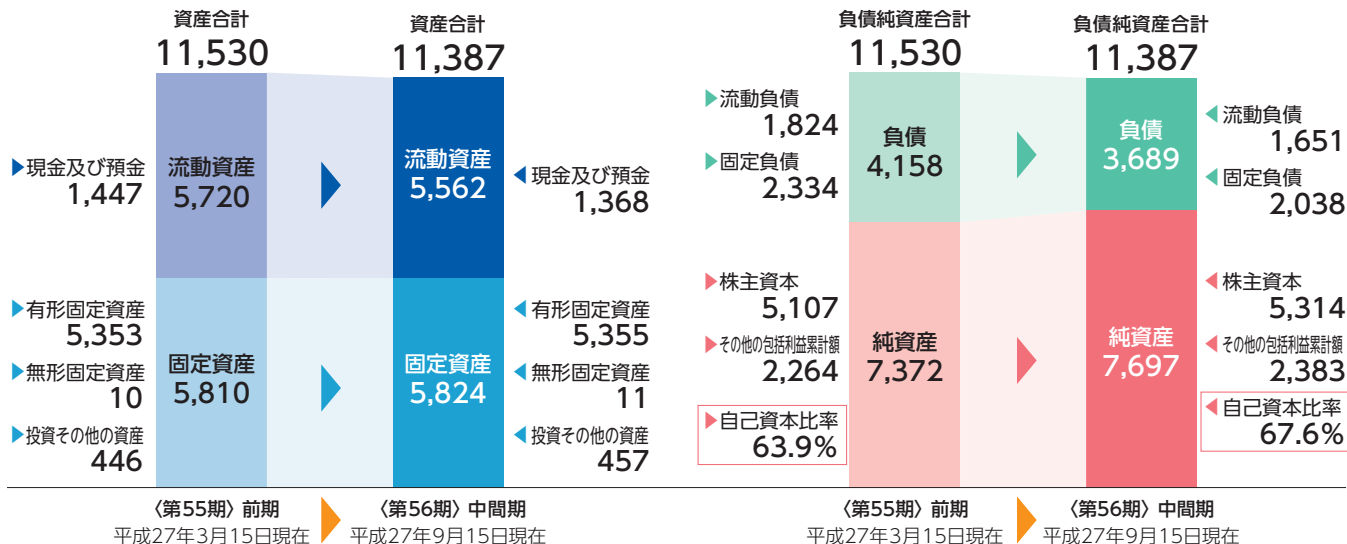 資産合計
11,530
資産合計
11,387
▶現金及び預金
1,447
流動資産
5,720
流動資産
5,562
◀現金及び預金
1,368
▶有形固定資産
5,353
▶無形固定資産
10
▶投資その他の資産
446
固定資産
5,810
固定資産
5,824
◀有形固定資産
5,355
◀無形固定資産
11
◀投資その他の資産
457
〈第55期〉前期
平成27年3月15日現在
〈第56期〉中間期
平成27年9月15日現在
負債純資産合計
11,530
負債純資産合計
11,387
▶流動負債
1,824
▶固定負債
2,334
負債
4,158
負債
3,689
◀流動負債
1,651
◀固定負債
2,038
▶株主資本
5,107
▶その他の包括利益累計額
2,264
▶自己資本比率
63.9%
純資産
7,372
純資産
7,697
◀株主資本
5,314
◀その他の包括利益累計額
2,383
◀自己資本比率
67.6%
〈第55期〉前期
平成27年3月15日現在
〈第56期〉中間期
平成27年9月15日現在